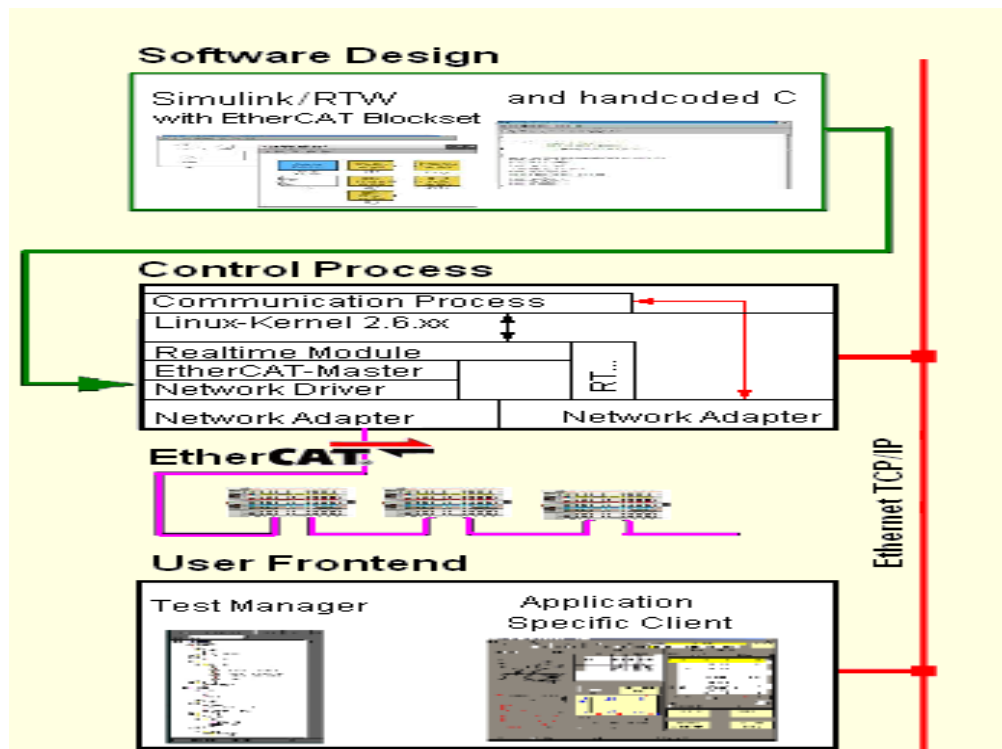 Software Design
Simulink/RTW
with EtherCAT Blockset
and handcoded C
Control Process
Communication Process
Linux-Kernel 2.6.xx
Realtime Module
EtherCAT-Master
Network Driver
RT...
Network Adapter
Network Adapter
EtherCAT
Ethernet TCP/IP
User Frontend
Test Manager
Application
Specific Client